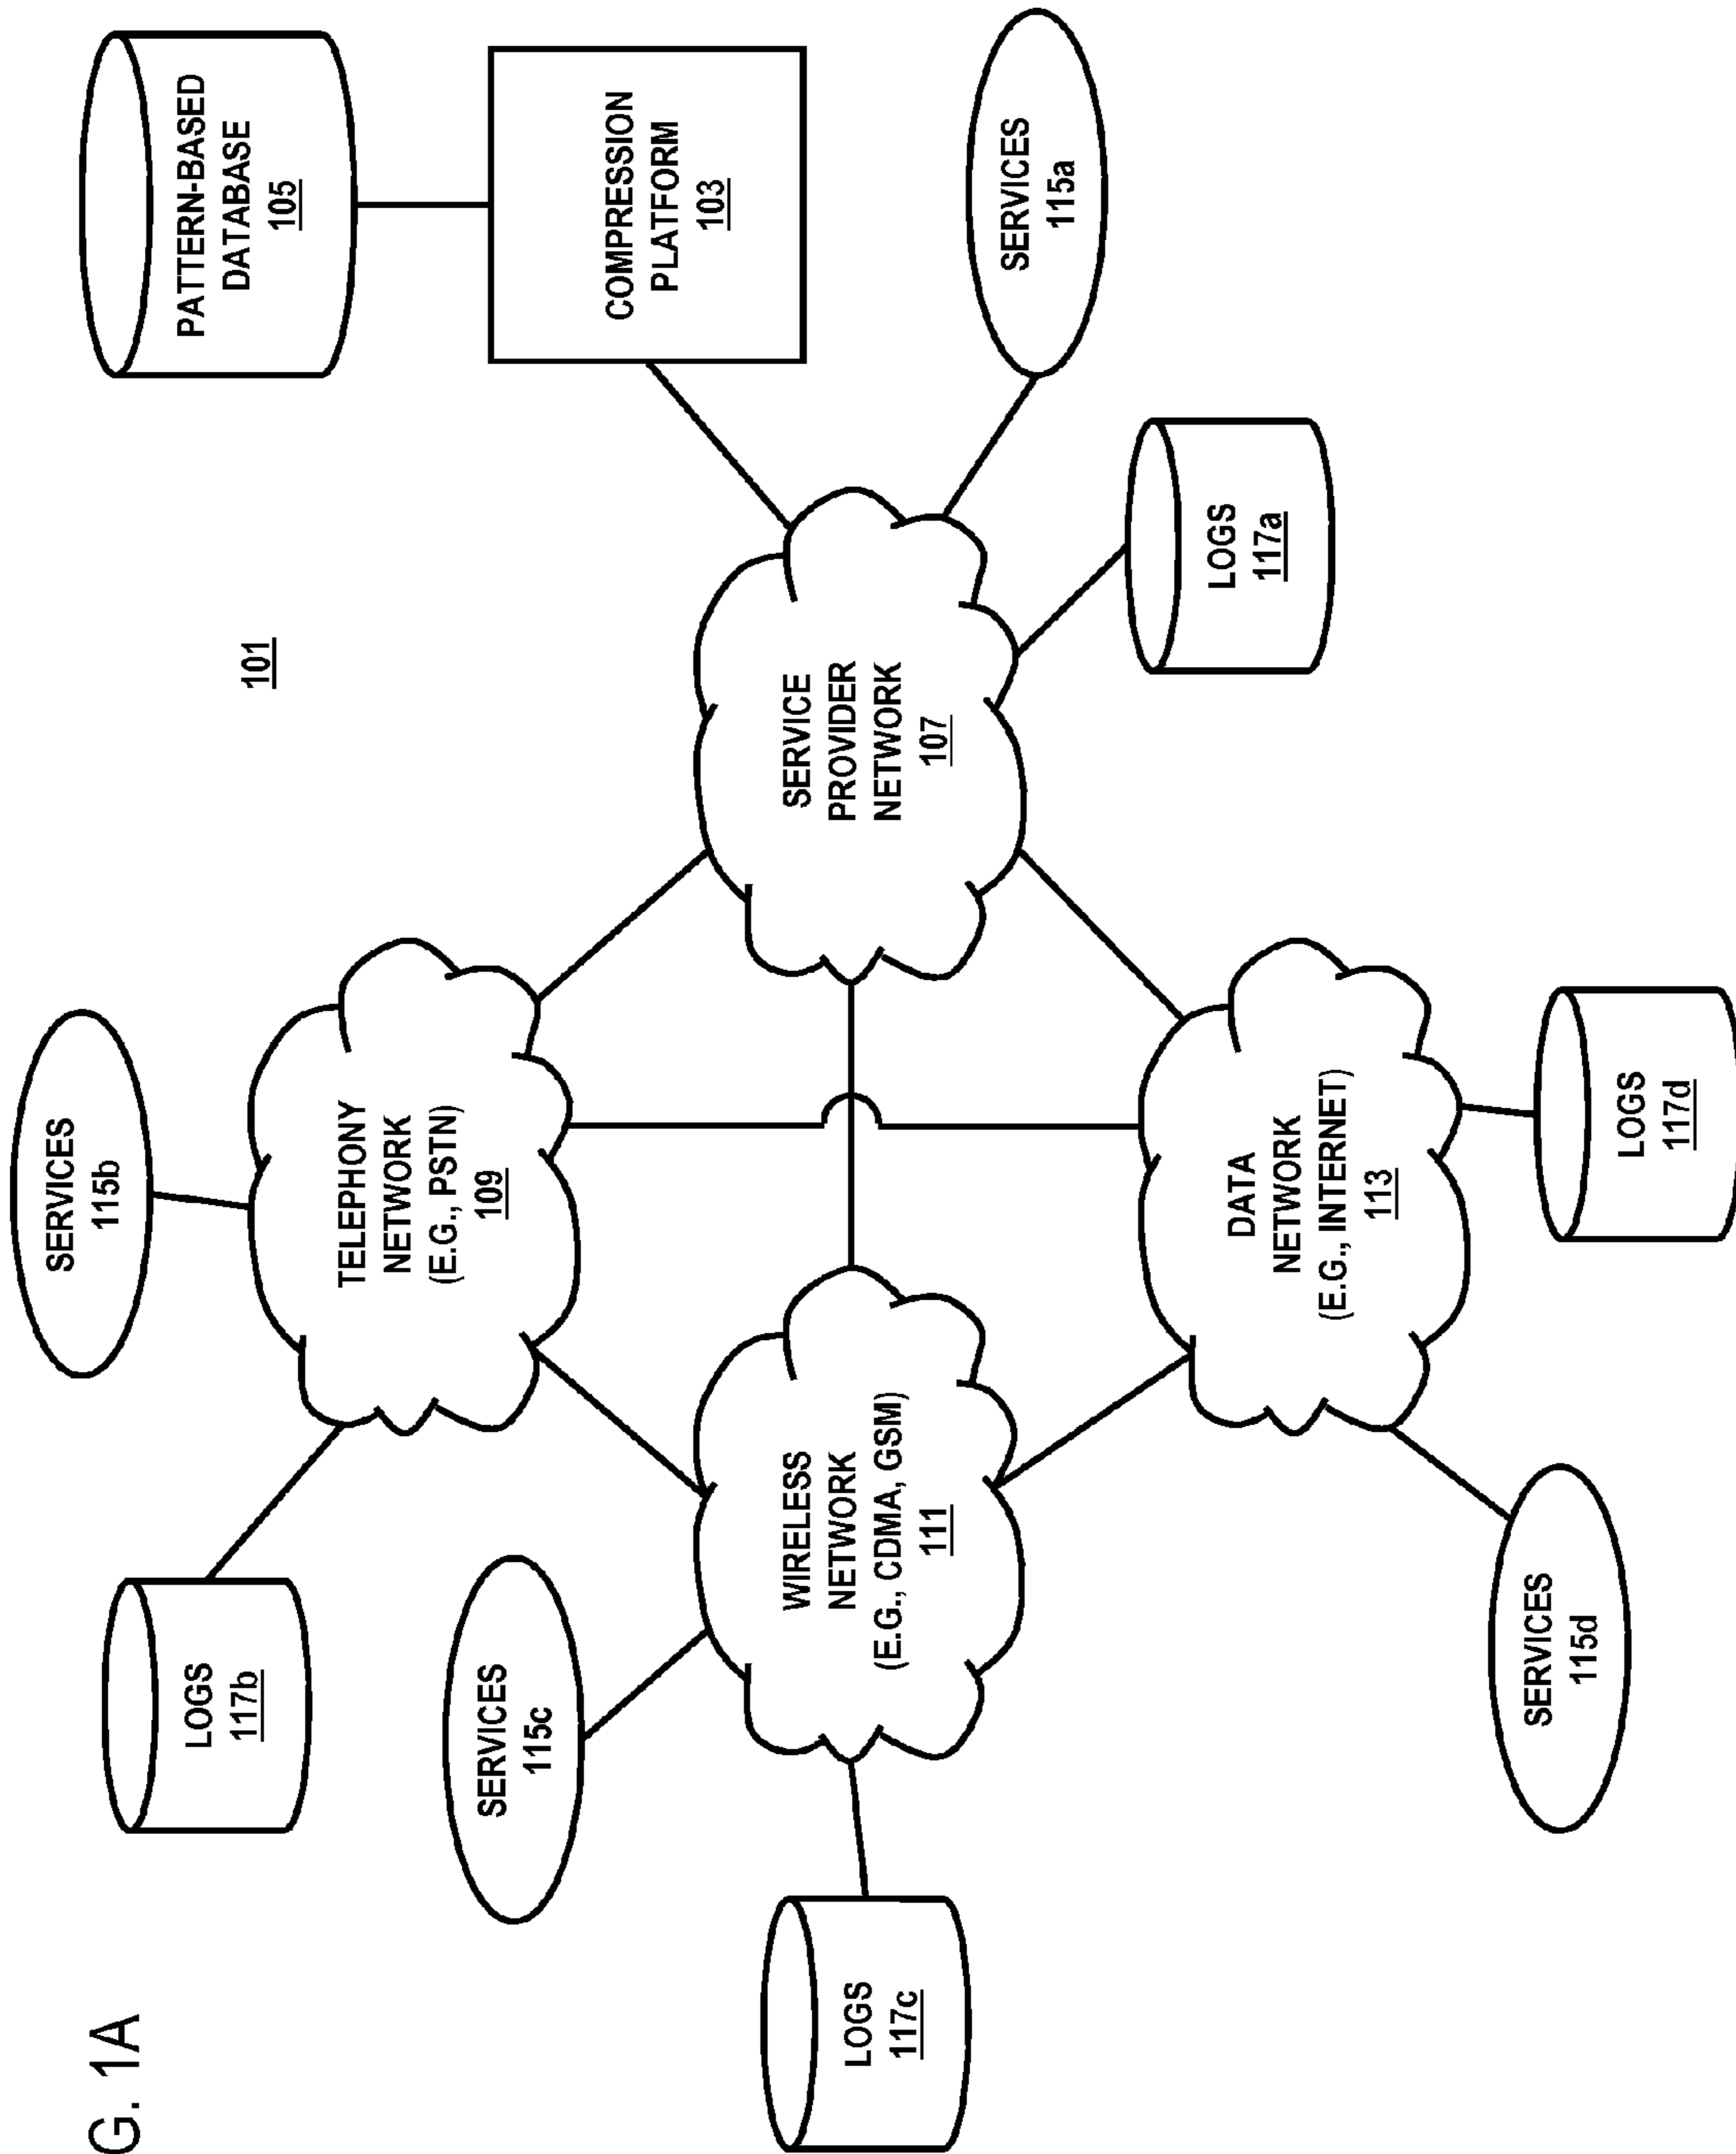 G. 1A
101
PATTERN-BASED
DATABASE
105
COMPRESSION
PLATFORM
103
SERVICES
115a
LOGS
117a
SERVICE
PROVIDER
NETWORK
107
SERVICES
115b
TELEPHONY
NETWORK
(E.G., PSTN)
109
LOGS
117b
SERVICES
115c
WIRELESS
NETWORK
(E.G., CDMA, GSM)
111
LOGS
117c
DATA
NETWORK
(E.G., INTERNET)
113
LOGS
117d
SERVICES
115d